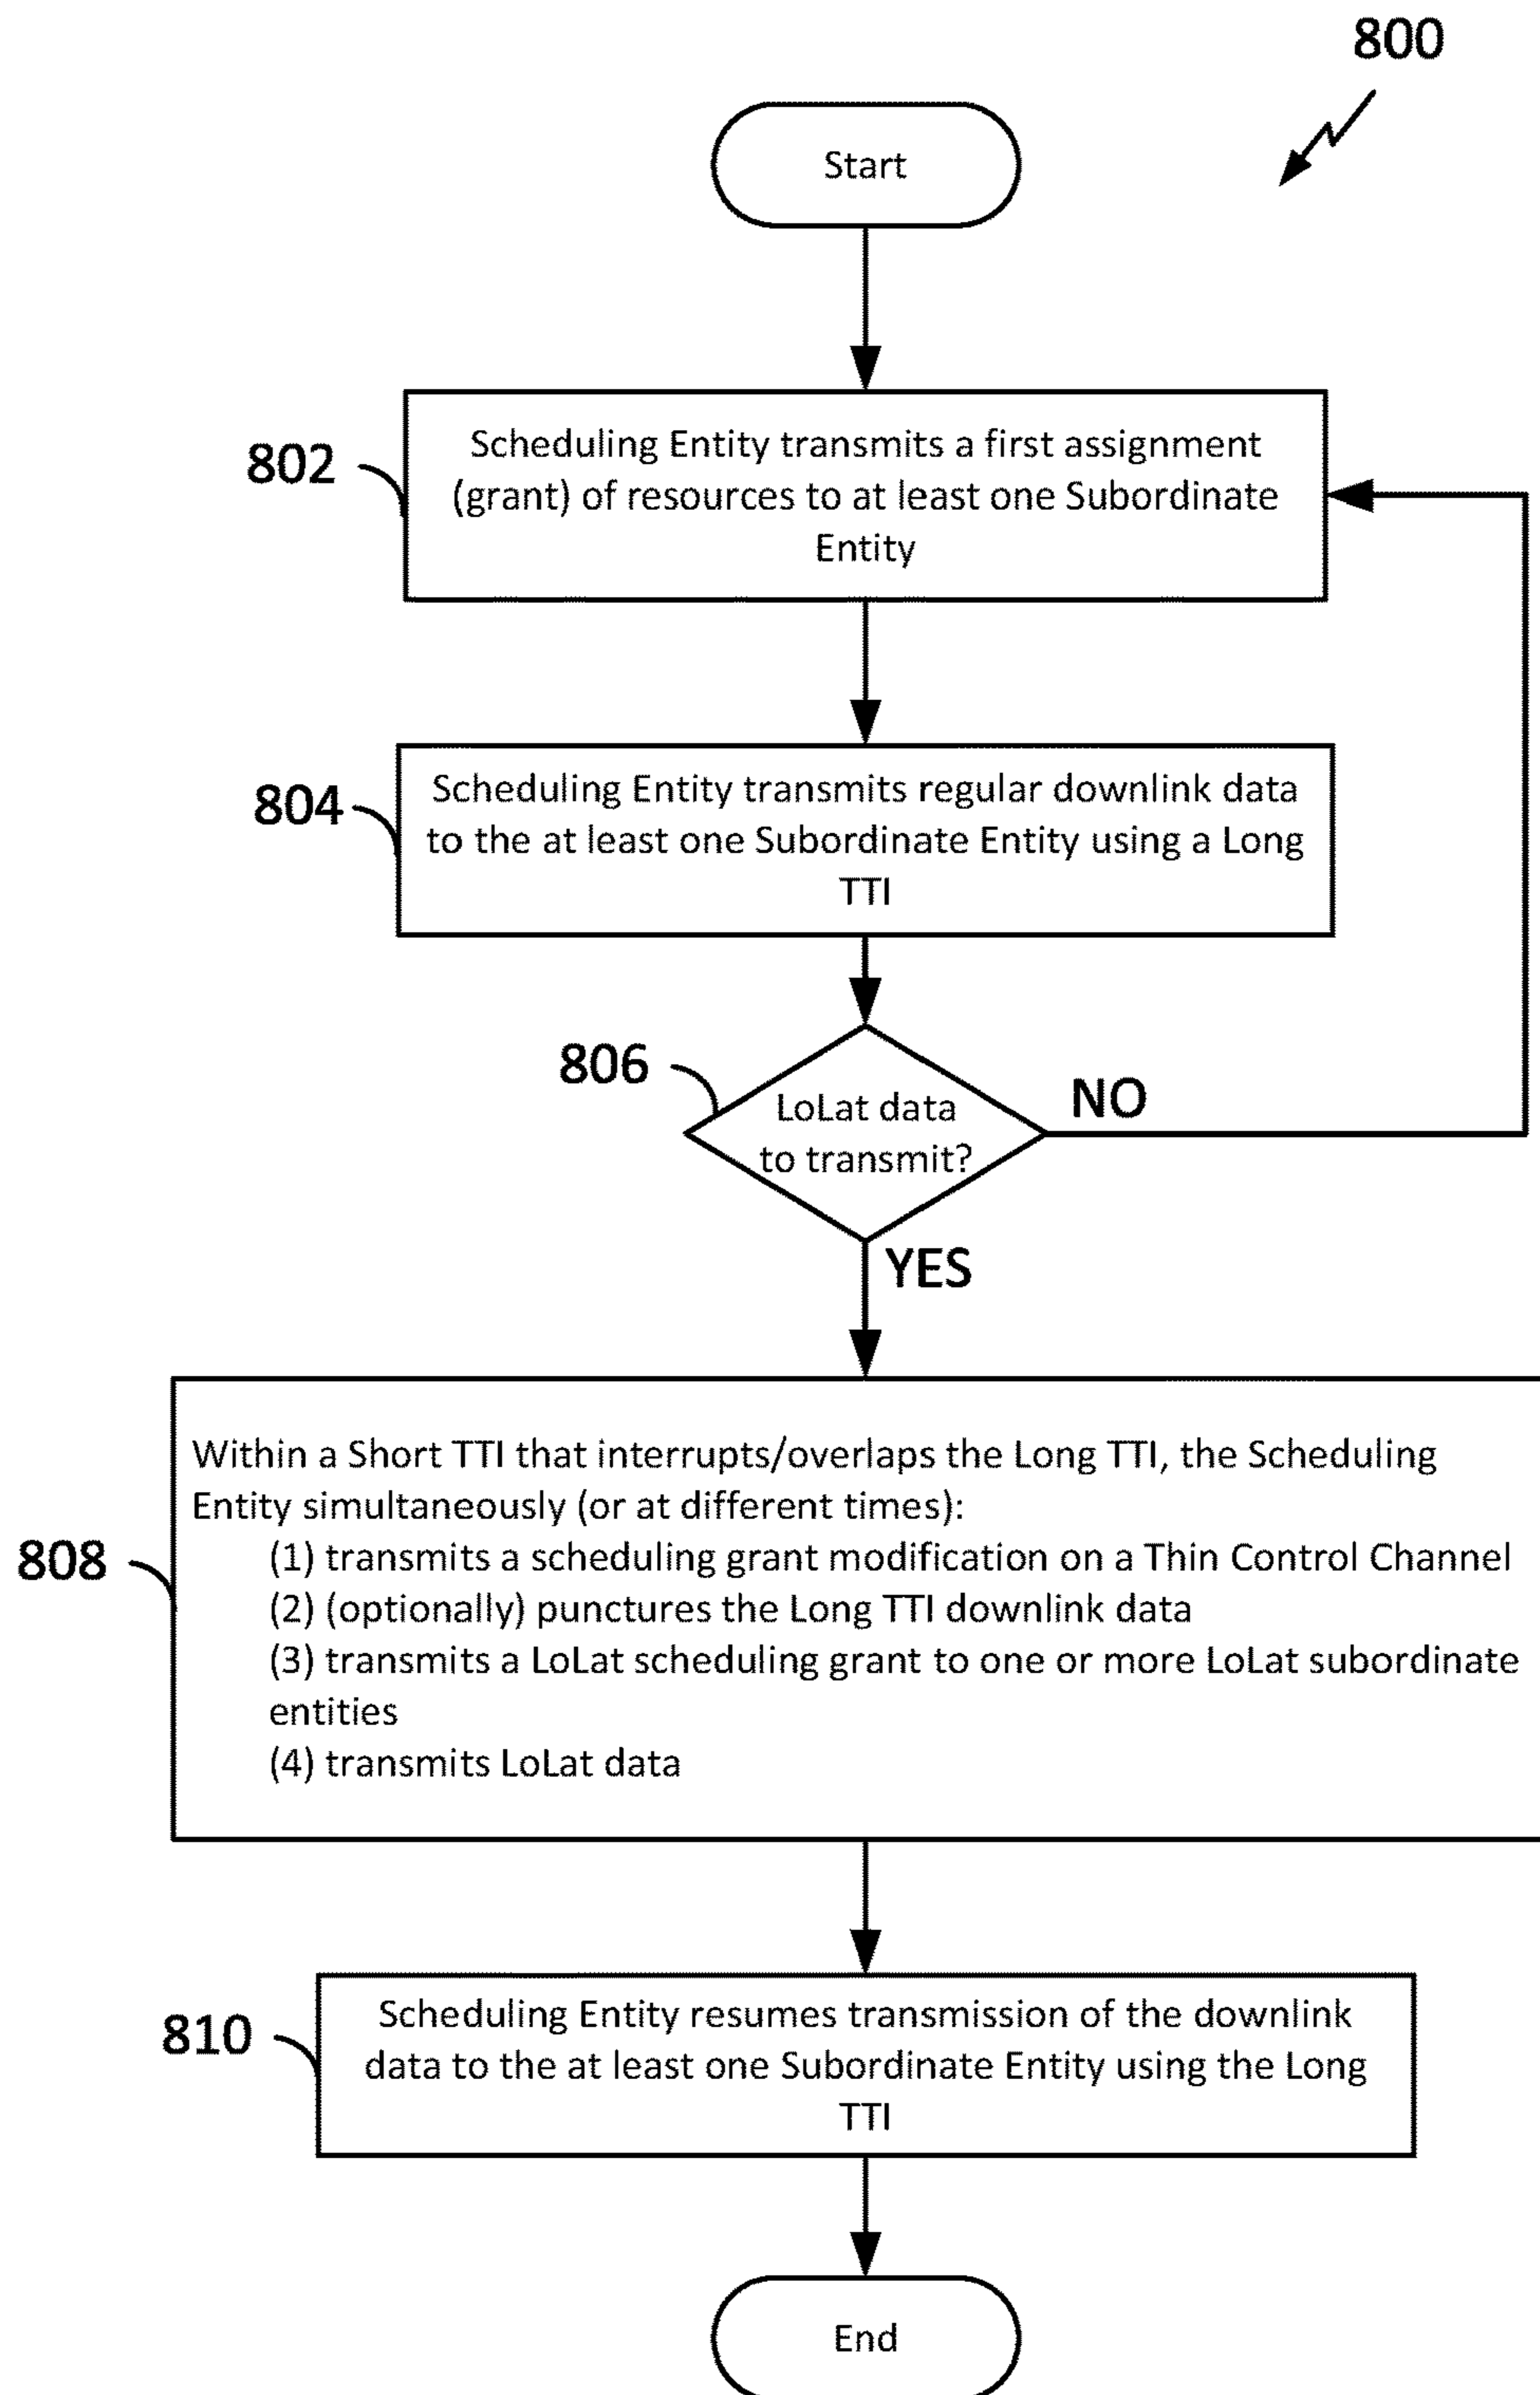 800
Start
802
Scheduling Entity transmits a first assignment
(grant) of resources to at least one Subordinate
Entity
804
Scheduling Entity transmits regular downlink data
to the at least one Subordinate Entity using a Long
TTI
806
LoLat data
to transmit?
NO
YES
808
Within a Short TTI that interrupts/overlaps the Long TTI, the Scheduling
Entity simultaneously (or at different times):
(1) transmits a scheduling grant modification on a Thin Control Channel
(2) (optionally) punctures the Long TTI downlink data
(3) transmits a LoLat scheduling grant to one or more LoLat subordinate
entities
(4) transmits LoLat data
810
Scheduling Entity resumes transmission of the downlink
data to the at least one Subordinate Entity using the Long
TTI
End